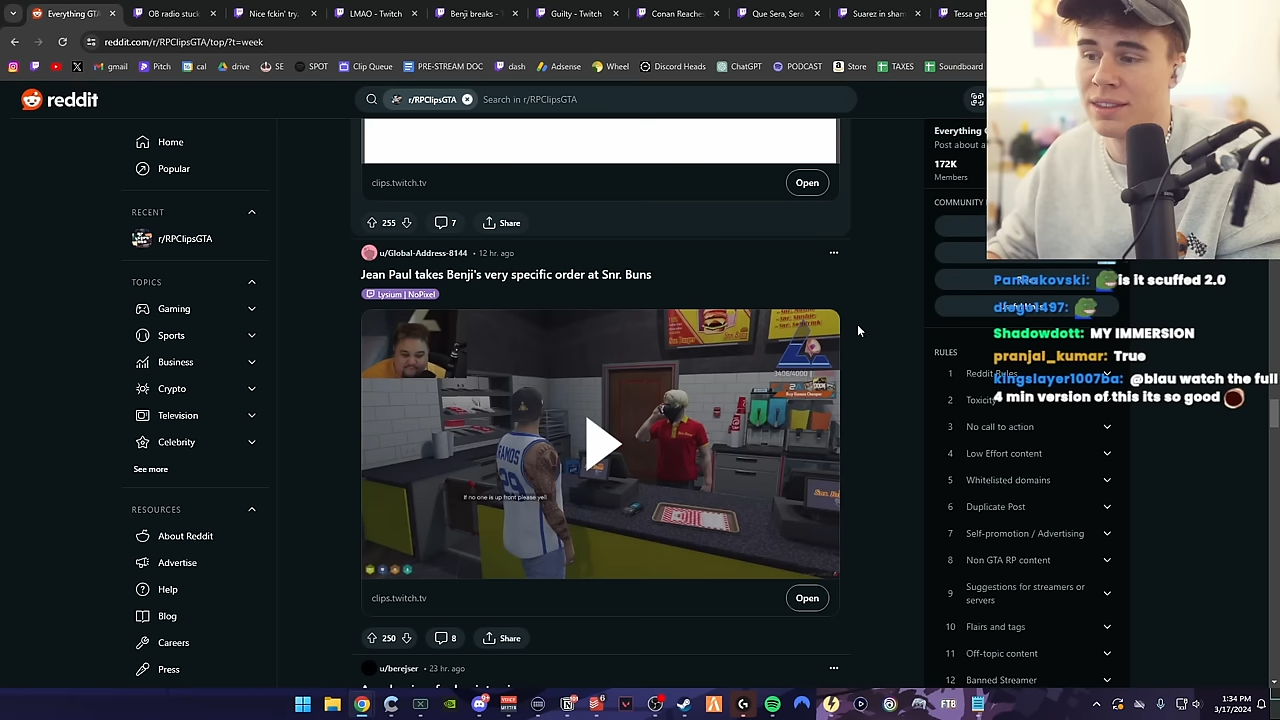 OB radio stuck
Nice fckin' try.
LMAO - Twitch
Benji breaks -
Guilty - Twitch
Conan Reache
Que Sera, Sera
Suarez in shar
Tessa get
reddit.com/r/RPClipsGTA/top/?t=week
gmail
Pitch
cal
drive
SE
SPOT
Clip Queue
STREAM DOC
dash
Adsense
Wheel
Discord Heads
ChatGPT
PODCAST
Store
TAXES
Soundboard
reddit
r/RPClipsGTA
Search in r/RPClipsGTA
Home
Popular
RECENT
r/RPClipsGTA
TOPICS
Gaming
Sports
Business
Crypto
Television
Celebrity
See more
RESOURCES
About Reddit
Advertise
Help
Blog
Careers
Press
clips.twitch.tv
Open
255
7
Share
u/Global-Address-8144 • 12 hr. ago
Jean Paul takes Benji's very specific order at Snr. Buns
3406/4000
RAMOS
If no one is up front please yell
clips.twitch.tv
Open
250
8
Share
u/berejser • 23 hr. ago
Everything
Post about a
172K
Members
COMMUNITY
RULES
1 Reddit Rules
2 Toxicity
3 No call to action
4 Low Effort content
5 Whitelisted domains
6 Duplicate Post
7 Self-promotion / Advertising
8 Non GTA RP content
9 Suggestions for streamers or
servers
10 Flairs and tags
11 Off-topic content
12 Banned Streamer
PanRakovski: is it scuffed 2.0
diego1497:
Shadowdott: MY IMMERSION
pranjal_kumar: True
kingslayer1007ba: @blau watch the full
4 min version of this its so good
FTB
1:34 PM
3/17/2024